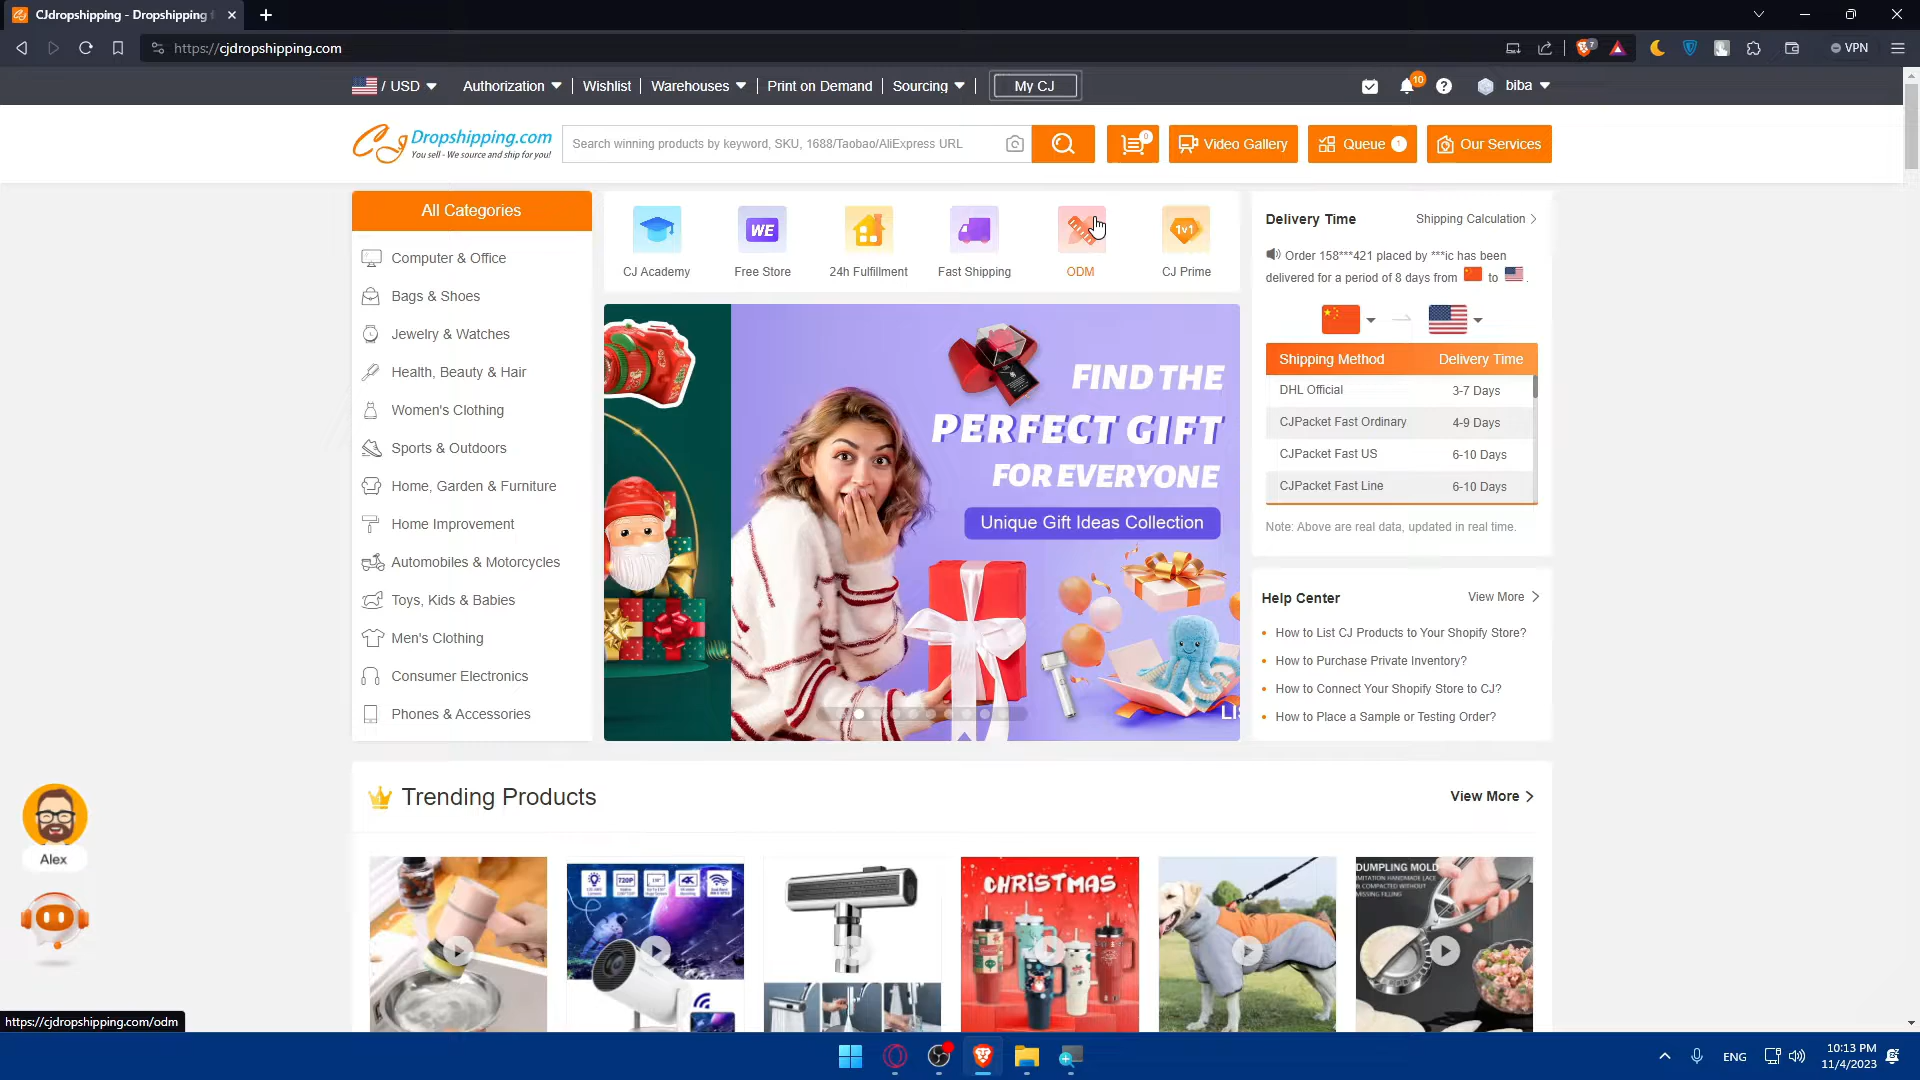 CJdropshipping - Dropshipping f
https://cjdropshipping.com
7
VPN
/ USD
Authorization
Wishlist
Warehouses
Print on Demand
Sourcing
My CJ
10
biba
CJ Dropshipping.com
You sell - We source and ship for you!
Search winning products by keyword, SKU, 1688/Taobao/AliExpress URL
0
Video Gallery
Queue 1
Our Services
All Categories
Computer & Office
Bags & Shoes
Jewelry & Watches
Health, Beauty & Hair
Women's Clothing
Sports & Outdoors
Home, Garden & Furniture
Home Improvement
Automobiles & Motorcycles
Toys, Kids & Babies
Men's Clothing
Consumer Electronics
Phones & Accessories
WE
1v1
CJ Academy
Free Store
24h Fulfillment
Fast Shipping
ODM
CJ Prime
FIND THE
PERFECT GIFT
FOR EVERYONE
Unique Gift Ideas Collection
Delivery Time
Shipping Calculation
Order 158***421 placed by ***ic has been
delivered for a period of 8 days from to .
Shipping Method Delivery Time
DHL Official 3-7 Days
CJPacket Fast Ordinary 4-9 Days
CJPacket Fast US 6-10 Days
CJPacket Fast Line 6-10 Days
Note: Above are real data, updated in real time.
Help Center
View More
How to List CJ Products to Your Shopify Store?
How to Purchase Private Inventory?
How to Connect Your Shopify Store to CJ?
How to Place a Sample or Testing Order?
Alex
Trending Products
View More
720P
4K
CHRISTMAS
DUMPLING MOLD
https://cjdropshipping.com/odm
ENG
10:13 PM
11/4/2023